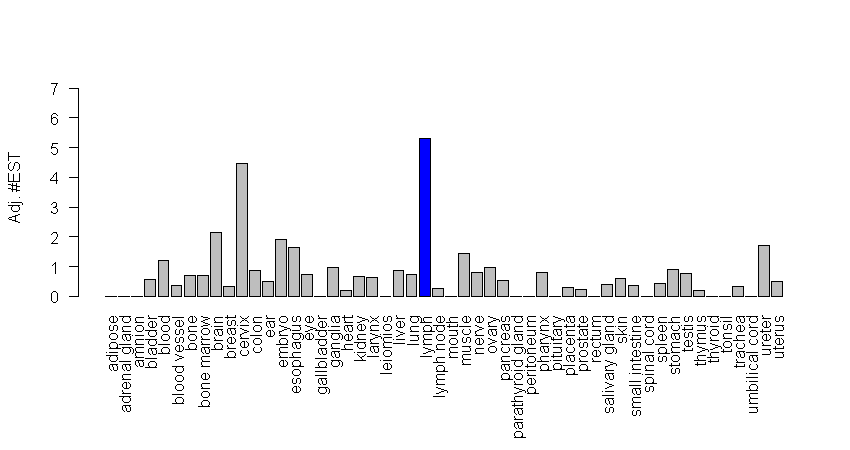 7
6
5
4
3
2
1
0
Adj. #EST
adipose
adrenal gland
amnion
bladder
blood
blood vessel
bone
bone marrow
brain
breast
cervix
colon
ear
embryo
esophagus
eye
gallbladder
ganglia
heart
kidney
larynx
leiomios
liver
lung
lymph
lymph node
mouth
muscle
nerve
ovary
pancreas
parathyroid gland
peritoneum
pharynx
pituitary
placenta
prostate
rectum
salivary gland
skin
small intestine
spinal cord
spleen
stomach
testis
thymus
thyroid
tonsil
trachea
umbilical cord
ureter
uterus